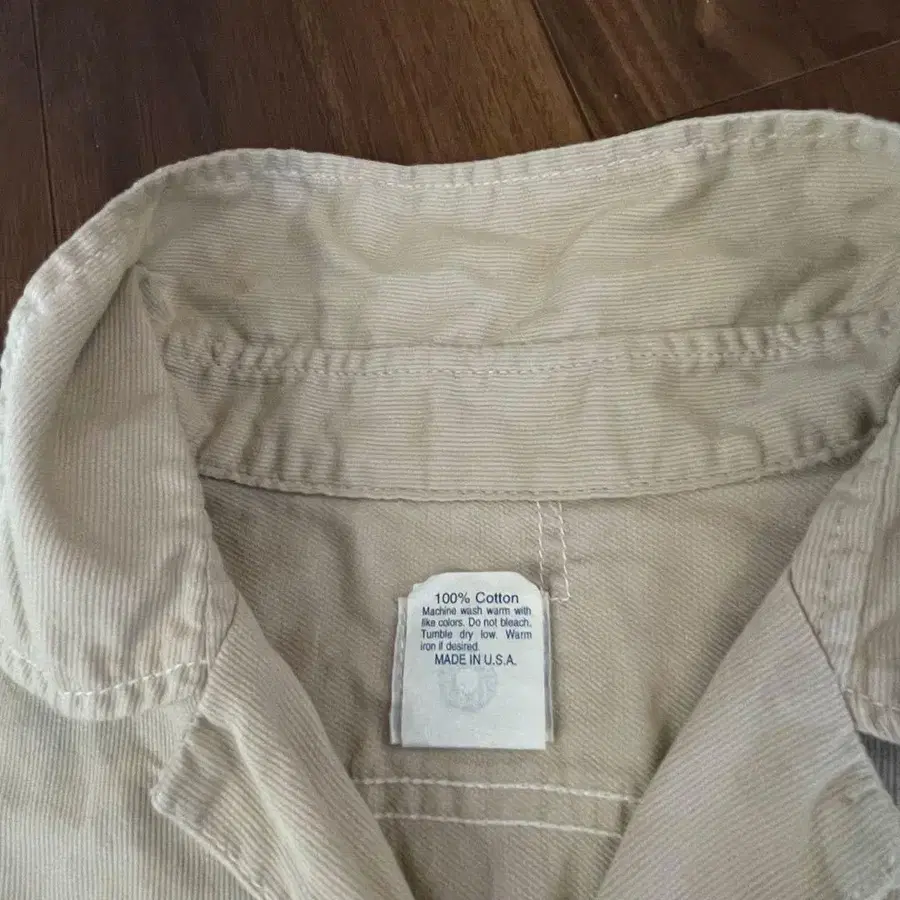 100% Cotton
Machine wash warm with
like colors. Do not bleach.
Tumble dry low. Warm
iron if desired.
MADE IN U.S.A.